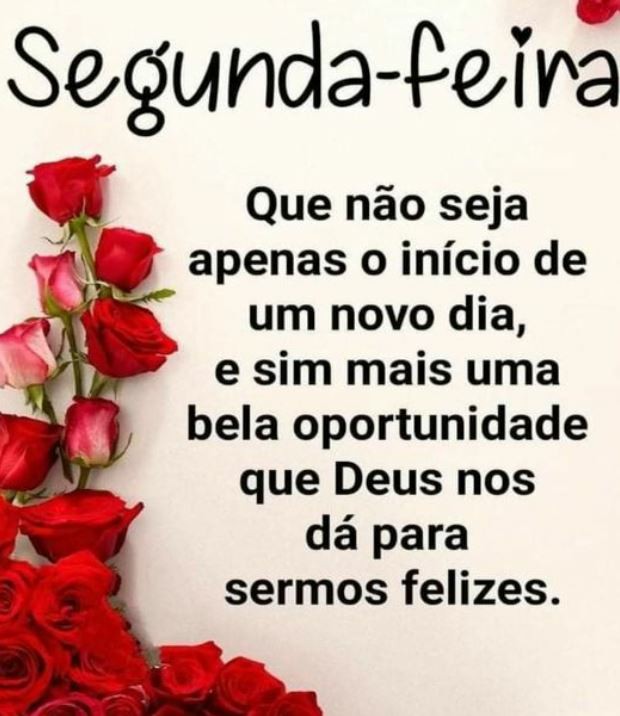 Segunda-feira
Que não seja
apenas o início de
um novo dia,
e sim mais uma
bela oportunidade
que Deus nos
dá para
sermos felizes.